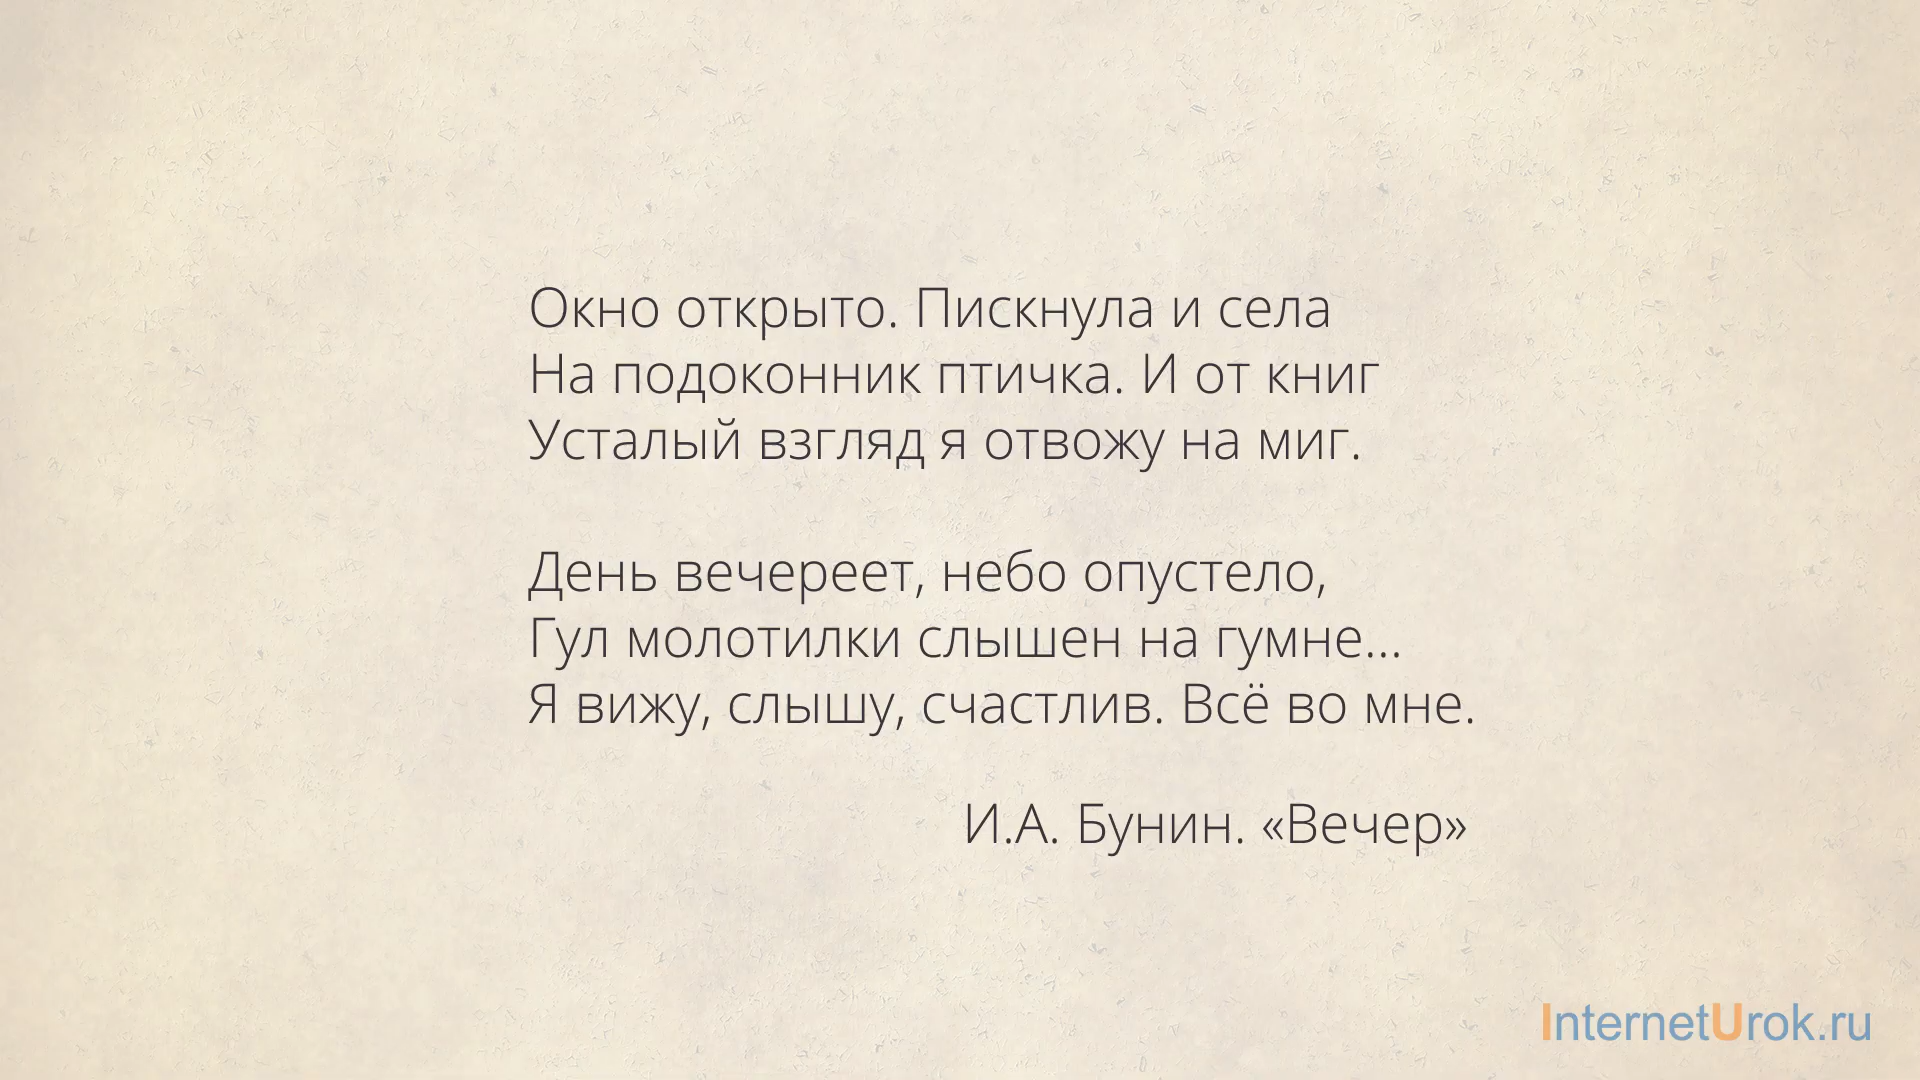 Окно открыто. Пискнула и села
На подоконник птичка. И от книг
Усталый взгляд я отвожу на миг.
День вечереет, небо опустело,
Гул молотилки слышен на гумне...
Я вижу, слышу, счастлив. Всё во мне.
И.А. Бунин. «Вечер»
InternetUrok.ru